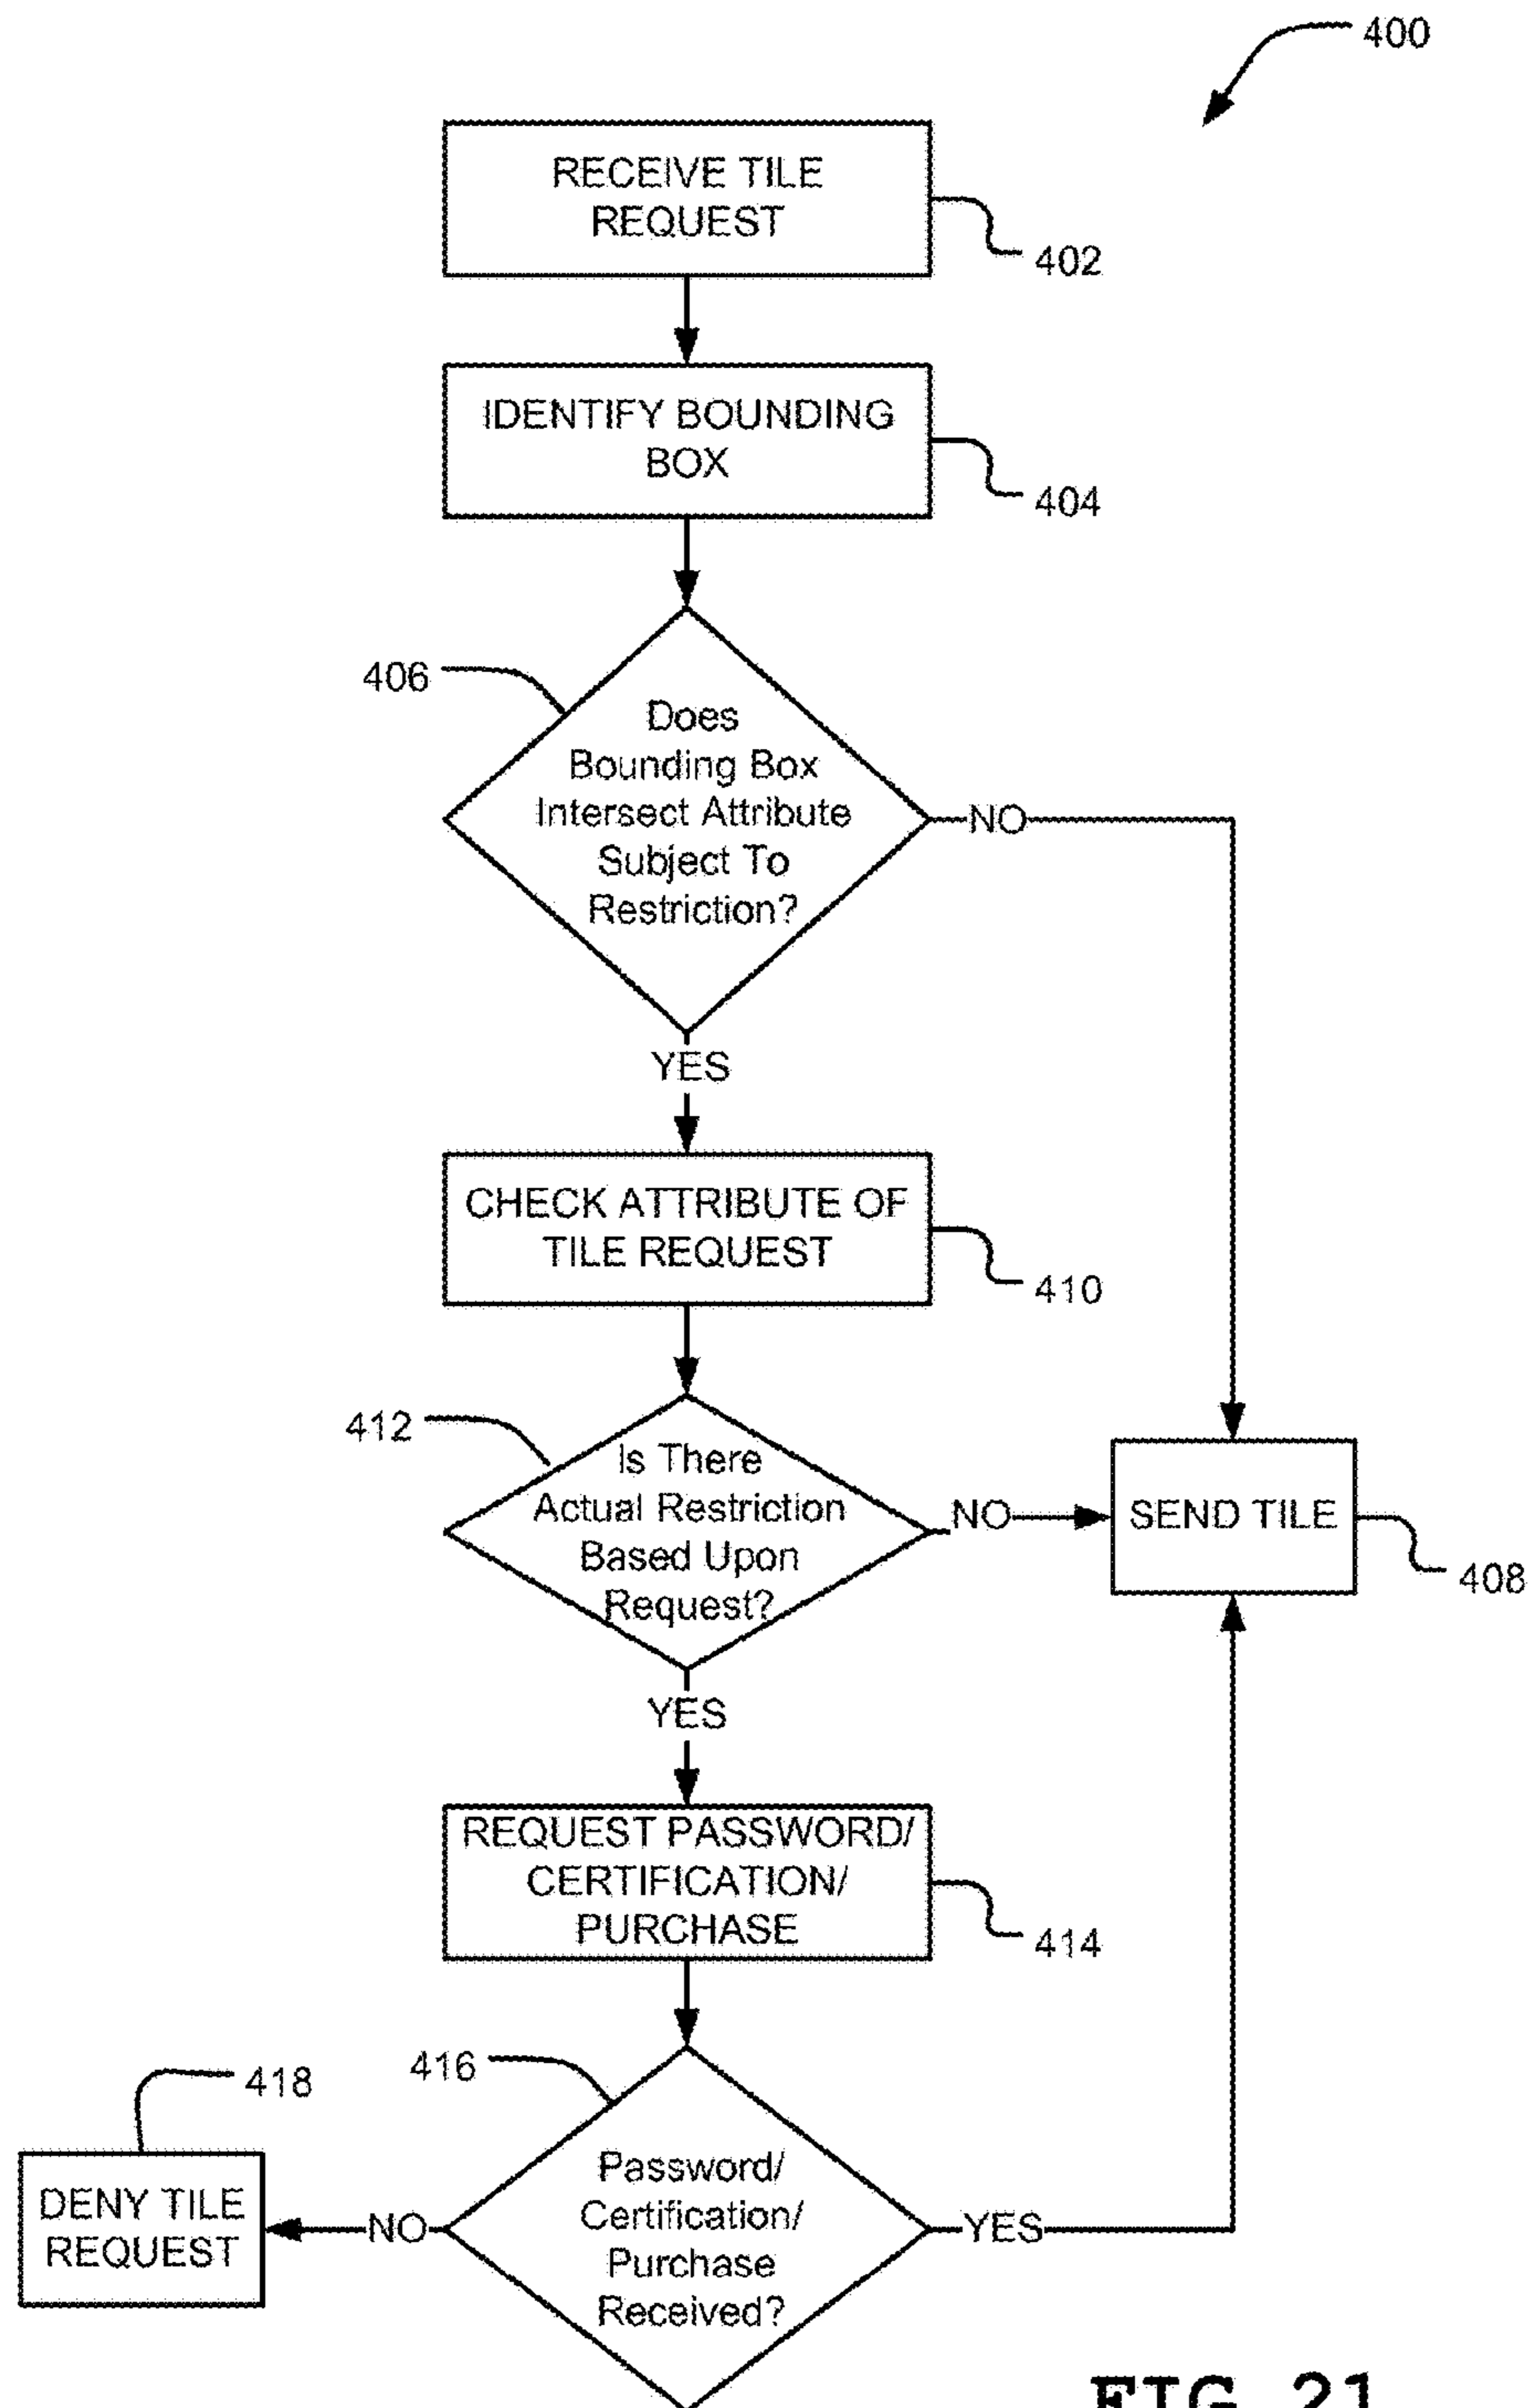 400
RECEIVE TILE
REQUEST
402
IDENTIFY BOUNDING
BOX
404
406
Does
Bounding Box
Intersect Attribute
Subject To
Restriction?
NO
YES
CHECK ATTRIBUTE OF
TILE REQUEST
410
412
Is There
Actual Restriction
Based Upon
Request?
NO
SEND TILE
408
YES
REQUEST PASSWORD/
CERTIFICATION/
PURCHASE
414
416
418
Password/
Certification/
Purchase
Received?
DENY TILE
REQUEST
NO
YES
FIG. 21